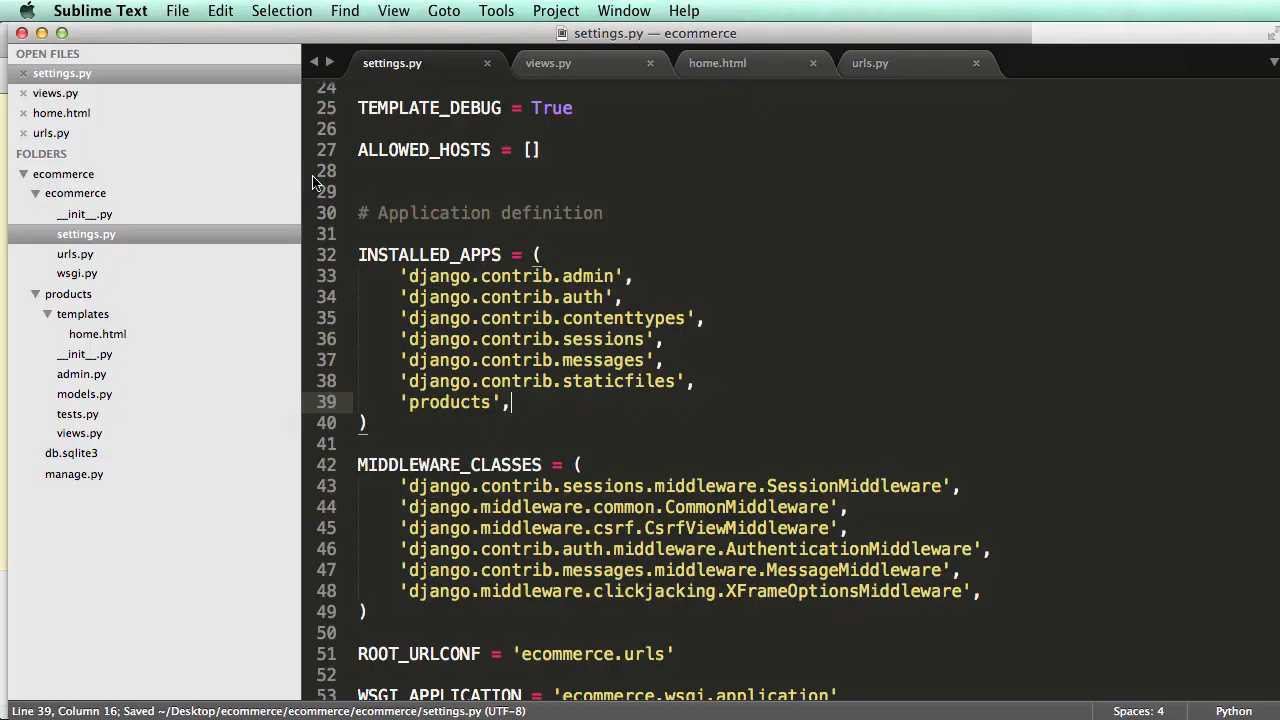 Sublime Text File Edit Selection Find View Goto Tools Project Window Help
settings.py — ecommerce
OPEN FILES
settings.py
views.py
home.html
urls.py
FOLDERS
ecommerce
ecommerce
__init__.py
settings.py
urls.py
wsgi.py
products
templates
home.html
__init__.py
admin.py
models.py
tests.py
views.py
db.sqlite3
manage.py
settings.py views.py home.html urls.py
24
25 TEMPLATE_DEBUG = True
26
27 ALLOWED_HOSTS = []
28
29
30 # Application definition
31
32 INSTALLED_APPS = (
33 'django.contrib.admin',
34 'django.contrib.auth',
35 'django.contrib.contenttypes',
36 'django.contrib.sessions',
37 'django.contrib.messages',
38 'django.contrib.staticfiles',
39 'products',
40 )
41
42 MIDDLEWARE_CLASSES = (
43 'django.contrib.sessions.middleware.SessionMiddleware',
44 'django.middleware.common.CommonMiddleware',
45 'django.middleware.csrf.CsrfViewMiddleware',
46 'django.contrib.auth.middleware.AuthenticationMiddleware',
47 'django.contrib.messages.middleware.MessageMiddleware',
48 'django.middleware.clickjacking.XFrameOptionsMiddleware',
49 )
50
51 ROOT_URLCONF = 'ecommerce.urls'
52
53 WSGI_APPLICATION = 'ecommerce.wsgi.application'
Line 39, Column 16; Saved ~/Desktop/ecommerce/ecommerce/ecommerce/settings.py (UTF-8) Spaces: 4 Python